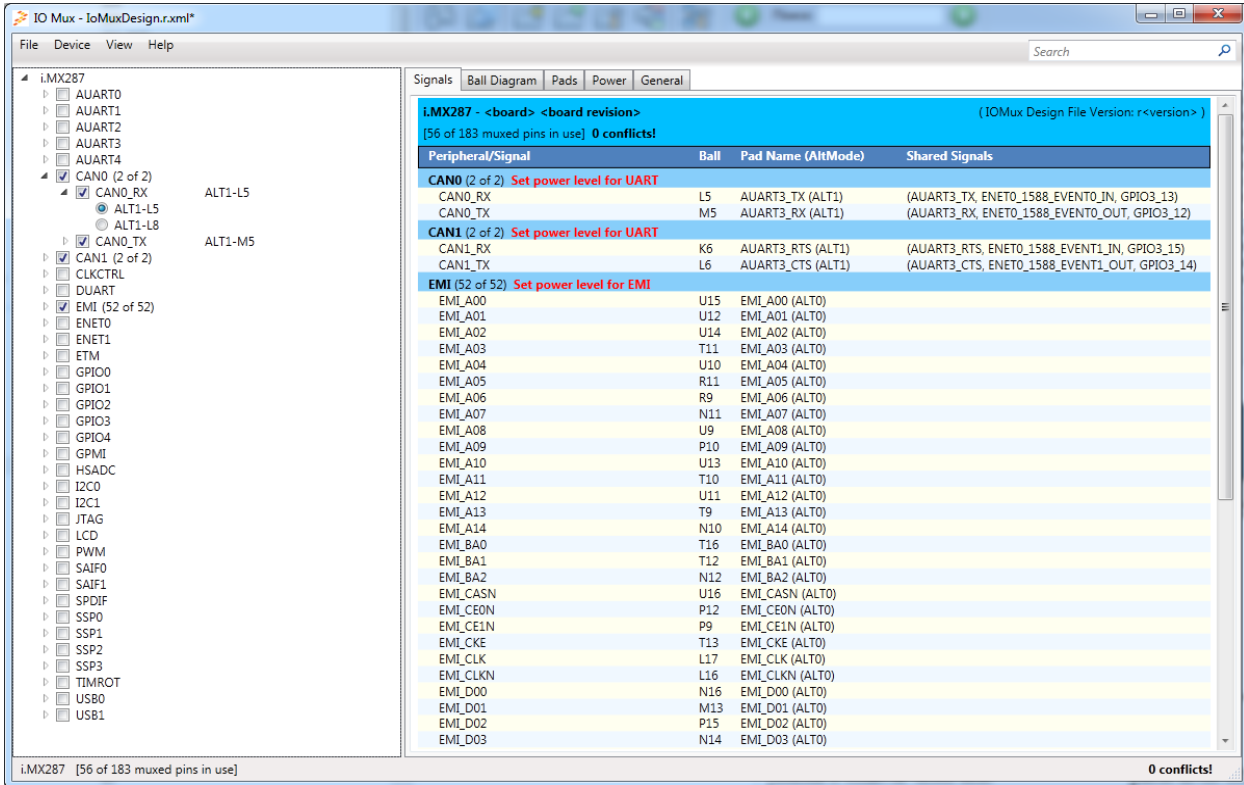 IO Mux - IoMuxDesign.r.xml*
File Device View Help
Search
i.MX287
AUART0
AUART1
AUART2
AUART3
AUART4
CAN0 (2 of 2)
CAN0_RX ALT1-L5
ALT1-L5
ALT1-L8
CAN0_TX ALT1-M5
CAN1 (2 of 2)
CLKCTRL
DUART
EMI (52 of 52)
ENET0
ENET1
ETM
GPIO0
GPIO1
GPIO2
GPIO3
GPIO4
GPMI
HSADC
I2C0
I2C1
JTAG
LCD
PWM
SAIF0
SAIF1
SPDIF
SSP0
SSP1
SSP2
SSP3
TIMROT
USB0
USB1
Signals Ball Diagram Pads Power General
i.MX287 - <board> <board revision> ( IOMux Design File Version: r<version> )
[56 of 183 muxed pins in use] 0 conflicts!
Peripheral/Signal Ball Pad Name (AltMode) Shared Signals
CAN0 (2 of 2) Set power level for UART
CAN0_RX L5 AUART3_TX (ALT1) (AUART3_TX, ENET0_1588_EVENT0_IN, GPIO3_13)
CAN0_TX M5 AUART3_RX (ALT1) (AUART3_RX, ENET0_1588_EVENT0_OUT, GPIO3_12)
CAN1 (2 of 2) Set power level for UART
CAN1_RX K6 AUART3_RTS (ALT1) (AUART3_RTS, ENET0_1588_EVENT1_IN, GPIO3_15)
CAN1_TX L6 AUART3_CTS (ALT1) (AUART3_CTS, ENET0_1588_EVENT1_OUT, GPIO3_14)
EMI (52 of 52) Set power level for EMI
EMI_A00 U15 EMI_A00 (ALT0)
EMI_A01 U12 EMI_A01 (ALT0)
EMI_A02 U14 EMI_A02 (ALT0)
EMI_A03 T11 EMI_A03 (ALT0)
EMI_A04 U10 EMI_A04 (ALT0)
EMI_A05 R11 EMI_A05 (ALT0)
EMI_A06 R9 EMI_A06 (ALT0)
EMI_A07 N11 EMI_A07 (ALT0)
EMI_A08 U9 EMI_A08 (ALT0)
EMI_A09 P10 EMI_A09 (ALT0)
EMI_A10 U13 EMI_A10 (ALT0)
EMI_A11 T10 EMI_A11 (ALT0)
EMI_A12 U11 EMI_A12 (ALT0)
EMI_A13 T9 EMI_A13 (ALT0)
EMI_A14 N10 EMI_A14 (ALT0)
EMI_BA0 T16 EMI_BA0 (ALT0)
EMI_BA1 T12 EMI_BA1 (ALT0)
EMI_BA2 N12 EMI_BA2 (ALT0)
EMI_CASN U16 EMI_CASN (ALT0)
EMI_CE0N P12 EMI_CE0N (ALT0)
EMI_CE1N P9 EMI_CE1N (ALT0)
EMI_CKE T13 EMI_CKE (ALT0)
EMI_CLK L17 EMI_CLK (ALT0)
EMI_CLKN L16 EMI_CLKN (ALT0)
EMI_D00 N16 EMI_D00 (ALT0)
EMI_D01 M13 EMI_D01 (ALT0)
EMI_D02 P15 EMI_D02 (ALT0)
EMI_D03 N14 EMI_D03 (ALT0)
i.MX287 [56 of 183 muxed pins in use] 0 conflicts!